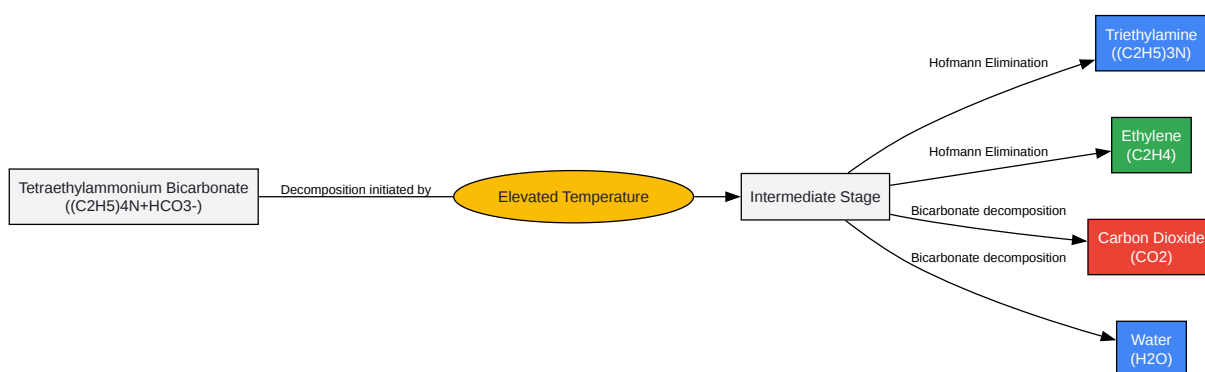 Tetraethylammonium Bicarbonate
((C2H5)4N+HCO3-)
Decomposition initiated by
Elevated Temperature
Intermediate Stage
Hofmann Elimination
Triethylamine
((C2H5)3N)
Hofmann Elimination
Ethylene
(C2H4)
Bicarbonate decomposition
Carbon Dioxide
(CO2)
Bicarbonate decomposition
Water
(H2O)